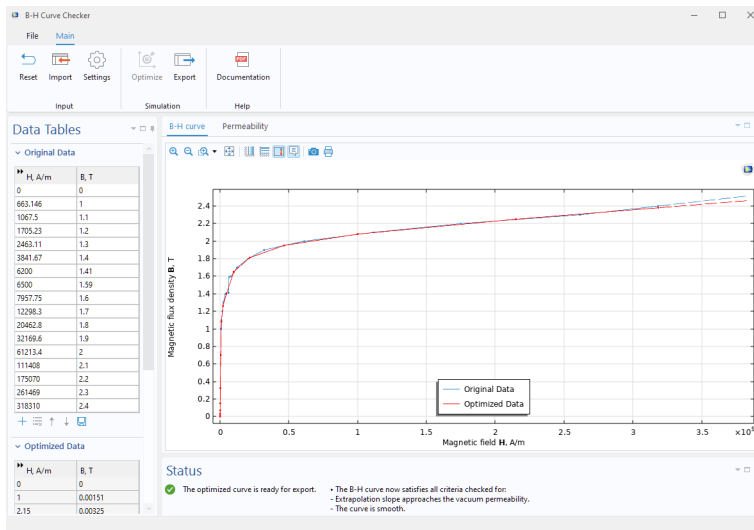 B-H Curve Checker
File Main
Reset Import Settings Optimize Export Documentation
Input Simulation Help
Data Tables
Original Data
H, A/m B, T
0 0
663.146 1
1067.5 1.1
1705.23 1.2
2463.11 1.3
3841.67 1.4
6200 1.41
6500 1.59
7957.75 1.6
12298.3 1.7
20462.8 1.8
32169.6 1.9
61213.4 2
111408 2.1
175070 2.2
261469 2.3
318310 2.4
Optimized Data
H, A/m B, T
0 0
1 0.00151
2.15 0.00325
B-H curve Permeability
Magnetic flux density B, T
2.4
2.2
2
1.8
1.6
1.4
1.2
1
0.8
0.6
0.4
0.2
0
Original Data
Optimized Data
0 0.5 1 1.5 2 2.5 3 3.5 ×10⁵
Magnetic field H, A/m
Status
The optimized curve is ready for export.
• The B-H curve now satisfies all criteria checked for:
- Extrapolation slope approaches the vacuum permeability.
- The curve is smooth.